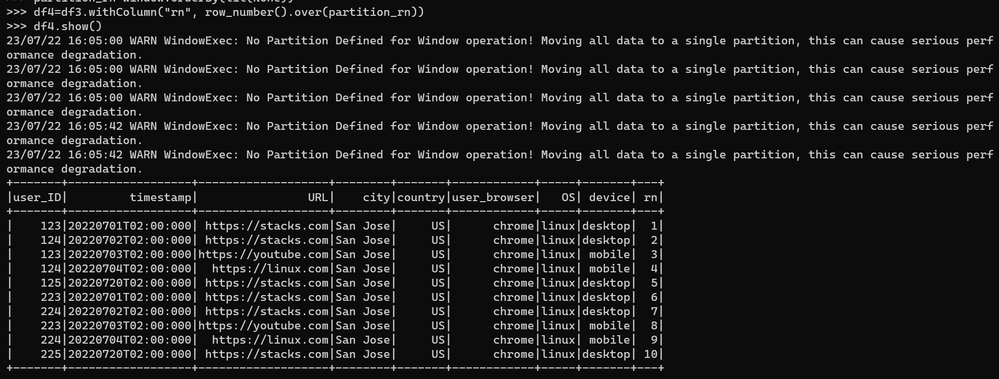 >>> partition_rn=Window.orderBy(lit(None))
>>> df4=df3.withColumn("rn", row_number().over(partition_rn))
>>> df4.show()
23/07/22 16:05:00 WARN WindowExec: No Partition Defined for Window operation! Moving all data to a single partition, this can cause serious perf
ormance degradation.
23/07/22 16:05:00 WARN WindowExec: No Partition Defined for Window operation! Moving all data to a single partition, this can cause serious perf
ormance degradation.
23/07/22 16:05:00 WARN WindowExec: No Partition Defined for Window operation! Moving all data to a single partition, this can cause serious perf
ormance degradation.
23/07/22 16:05:42 WARN WindowExec: No Partition Defined for Window operation! Moving all data to a single partition, this can cause serious perf
ormance degradation.
23/07/22 16:05:42 WARN WindowExec: No Partition Defined for Window operation! Moving all data to a single partition, this can cause serious perf
ormance degradation.
+-------+------------------+-------------------+--------+-------+------------+-----+-------+---+
|user_ID|         timestamp|                URL|    city|country|user_browser|   OS| device| rn|
+-------+------------------+-------------------+--------+-------+------------+-----+-------+---+
|    123|20220701T02:00:000| https://stacks.com|San Jose|     US|      chrome|linux|desktop|  1|
|    124|20220702T02:00:000| https://stacks.com|San Jose|     US|      chrome|linux|desktop|  2|
|    123|20220703T02:00:000|https://youtube.com|San Jose|     US|      chrome|linux| mobile|  3|
|    124|20220704T02:00:000|  https://linux.com|San Jose|     US|      chrome|linux| mobile|  4|
|    125|20220720T02:00:000| https://stacks.com|San Jose|     US|      chrome|linux|desktop|  5|
|    223|20220701T02:00:000| https://stacks.com|San Jose|     US|      chrome|linux|desktop|  6|
|    224|20220702T02:00:000| https://stacks.com|San Jose|     US|      chrome|linux|desktop|  7|
|    223|20220703T02:00:000|https://youtube.com|San Jose|     US|      chrome|linux| mobile|  8|
|    224|20220704T02:00:000|  https://linux.com|San Jose|     US|      chrome|linux| mobile|  9|
|    225|20220720T02:00:000| https://stacks.com|San Jose|     US|      chrome|linux|desktop| 10|
+-------+------------------+-------------------+--------+-------+------------+-----+-------+---+